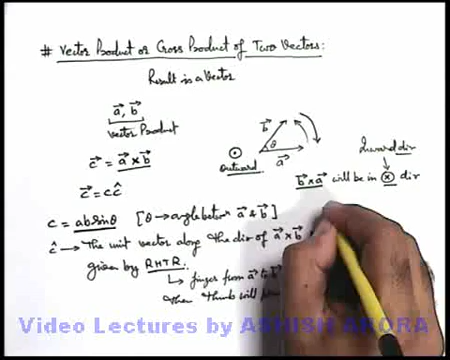 # Vector Product or Cross Product of Two Vectors:
Result is a Vector
a⃗, b⃗
Vector Product
c⃗ = a⃗ × b⃗
c⃗ = c ĉ
c = ab sinθ [θ → angle betwn a⃗ & b⃗]
ĉ → The unit vector along the dir of a⃗ × b⃗
given by RHTR.
↳ finger from a⃗ to b⃗
then thumb will
b⃗
θ
a⃗
⊙
Outward
Inward dir
b⃗ × a⃗ will be in ⊗ dir
Video Lectures by ASHISH ARORA